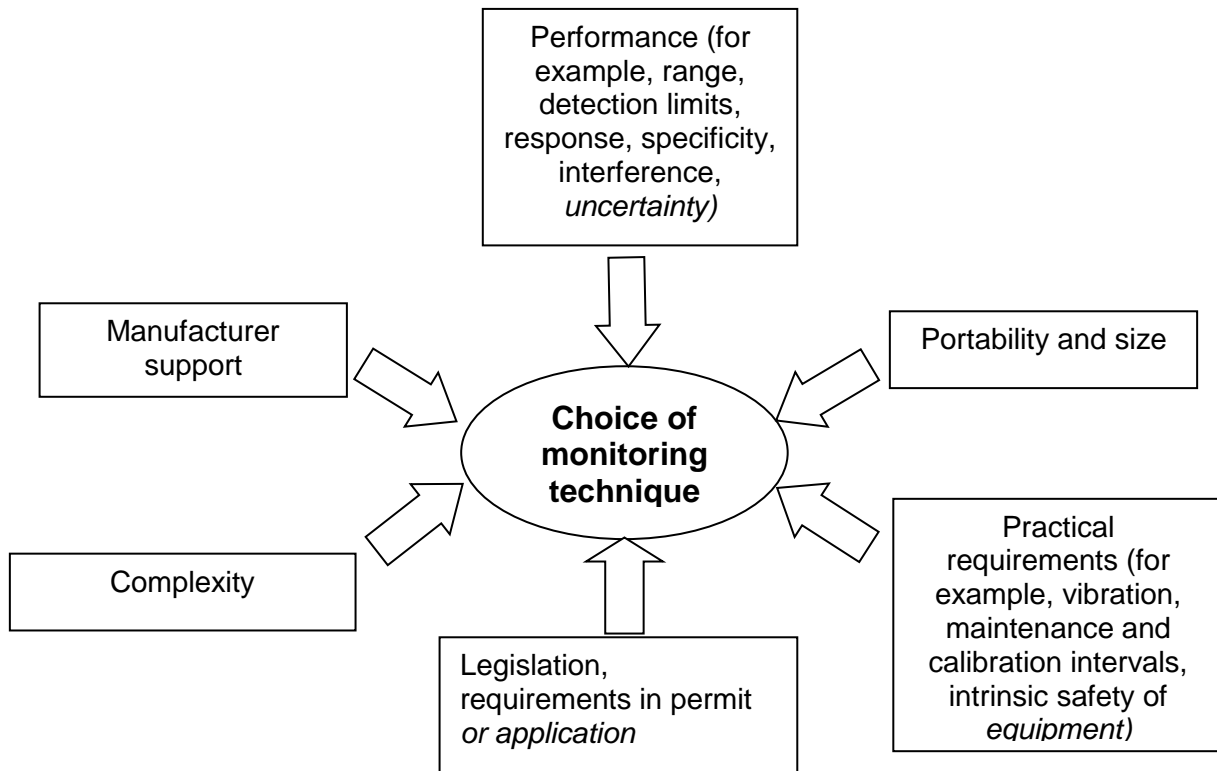 Performance (for
example, range,
detection limits,
response, specificity,
interference,
uncertainty)
Manufacturer
support
Portability and size
Choice of
monitoring
technique
Complexity
Practical
requirements (for
example, vibration,
maintenance and
calibration intervals,
intrinsic safety of
equipment)
Legislation,
requirements in permit
or application